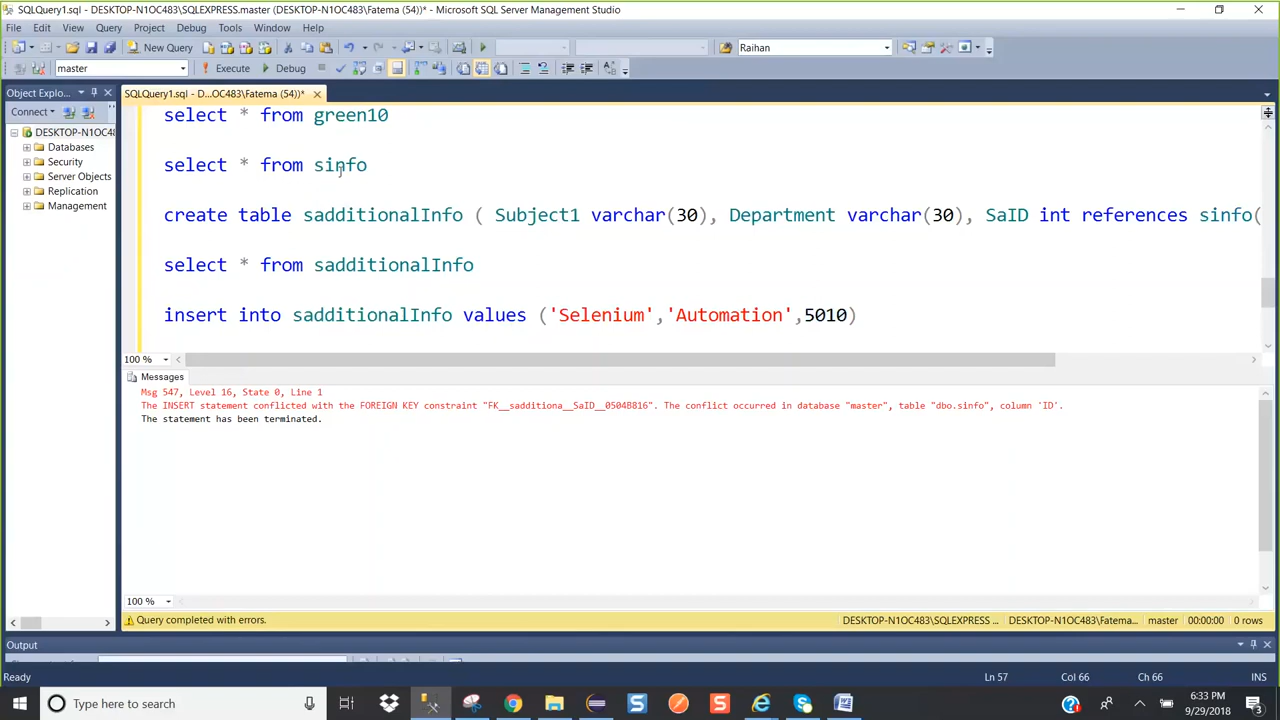 SQLQuery1.sql - DESKTOP-N1OC483\SQLEXPRESS.master (DESKTOP-N1OC483\Fatema (54))* - Microsoft SQL Server Management Studio
File Edit View Query Project Debug Tools Window Help
New Query Raihan
master Execute Debug
Object Explo... SQLQuery1.sql - D...OC483\Fatema (54))*
Connect
DESKTOP-N1OC48
Databases
Security
Server Objects
Replication
Management
select * from green10
select * from sinfo
create table sadditionalInfo ( Subject1 varchar(30), Department varchar(30), SaID int references sinfo(
select * from sadditionalInfo
insert into sadditionalInfo values ('Selenium','Automation',5010)
100 %
Messages
Msg 547, Level 16, State 0, Line 1
The INSERT statement conflicted with the FOREIGN KEY constraint "FK__sadditiona__SaID__0504B816". The conflict occurred in database "master", table "dbo.sinfo", column 'ID'.
The statement has been terminated.
100 %
Query completed with errors. DESKTOP-N1OC483\SQLEXPRESS ... DESKTOP-N1OC483\Fatema... master 00:00:00 0 rows
Output
Ready Ln 57 Col 66 Ch 66 INS
Type here to search 6:33 PM
9/29/2018